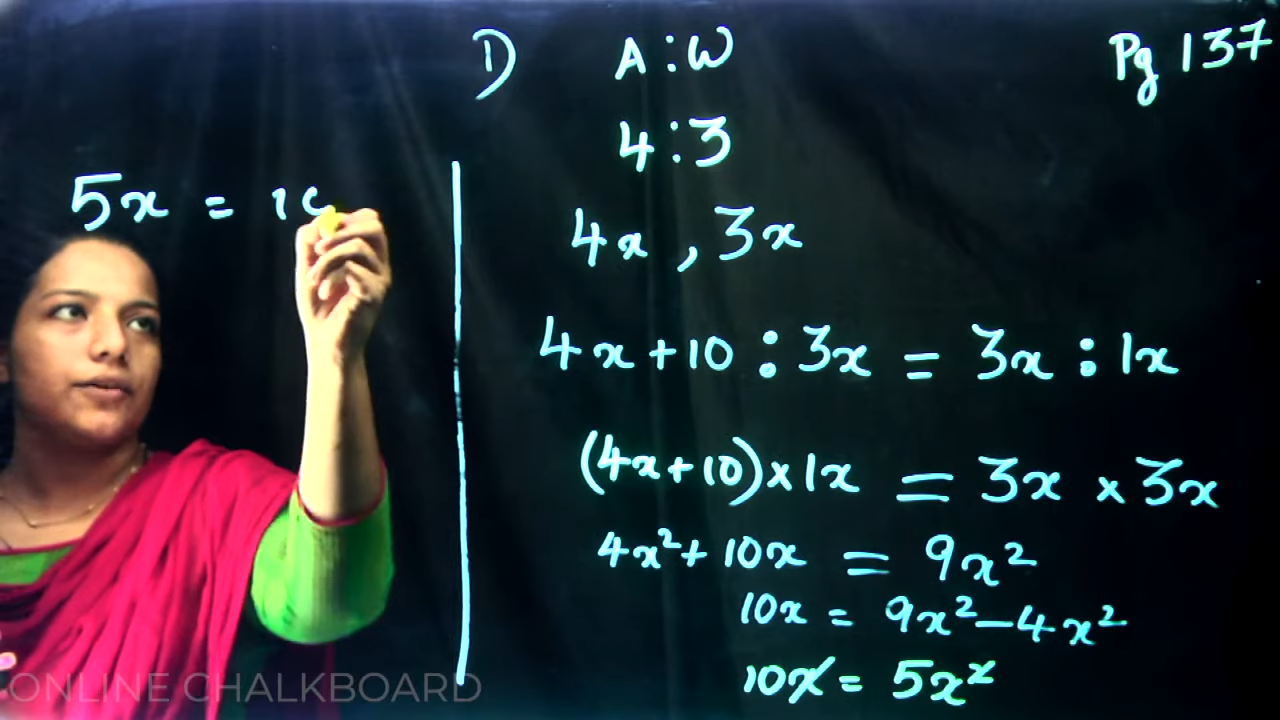 D A:W Pg 137
4:3
4x, 3x
4x+10 : 3x = 3x : 1x
(4x+10)×1x = 3x × 3x
4x²+ 10x = 9x²
10x = 9x²-4x²
10x = 5x²
5x =
ONLINE CHALKBOARD